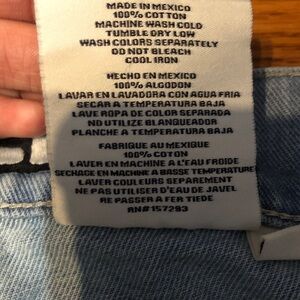 MADE IN MEXICO
100% COTTON
MACHINE WASH COLD
TUMBLE DRY LOW
WASH COLORS SEPARATELY
DO NOT BLEACH
COOL IRON
HECHO EN MEXICO
100% ALGODON
LAVAR EN LAVADORA CON AGUA FRIA
SECAR A TEMPERATURA BAJA
LAVE ROPA DE COLOR SEPARADA
NO UTILIZE BLANQUEADOR
PLANCHE A TEMPERATURA BAJA
FABRIQUE AU MEXIQUE
100% COTON
LAVER EN MACHINE A L'EAU FROIDE
SECHAGE EN MACHINE A BASSE TEMPERATURE
LAVER COULEURS SEPAREMENT
NE PAS UTILISER D'EAU DE JAVEL
RE PASSER A FER TIEDE
RN#157293